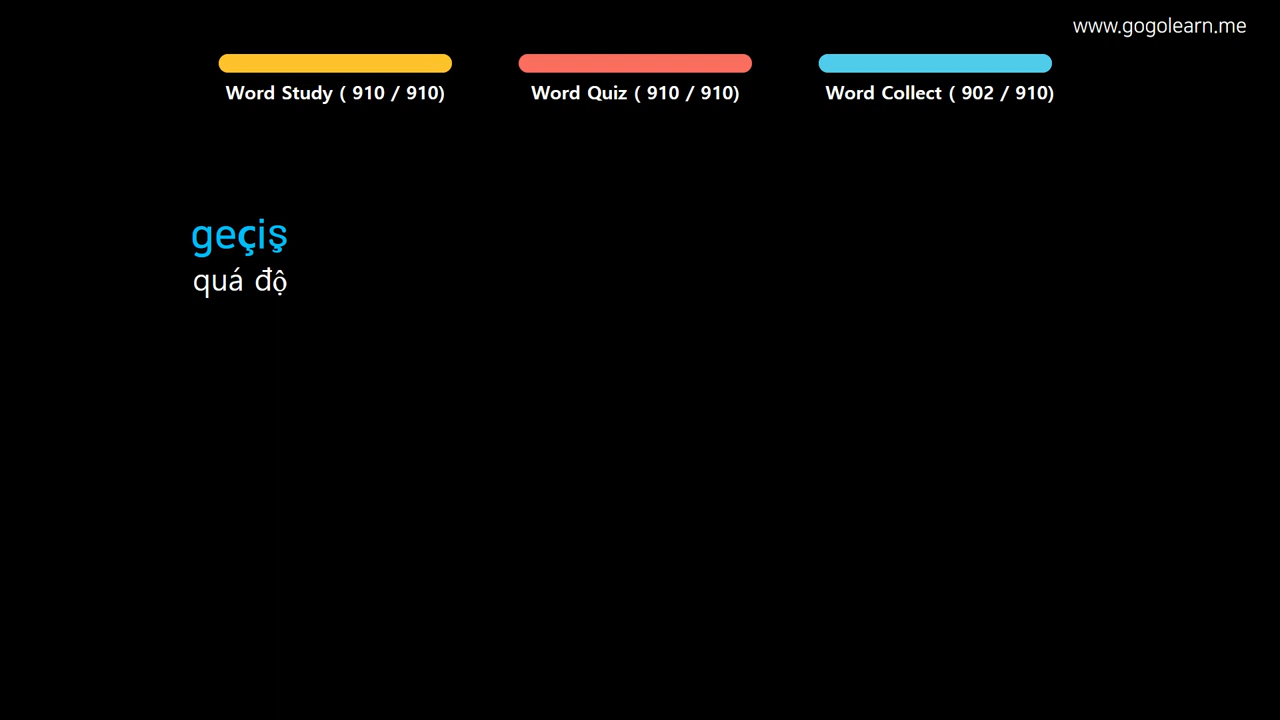 www.gogolearn.me
Word Study ( 910 / 910)
Word Quiz ( 910 / 910)
Word Collect ( 902 / 910)
geçiş
quá độ